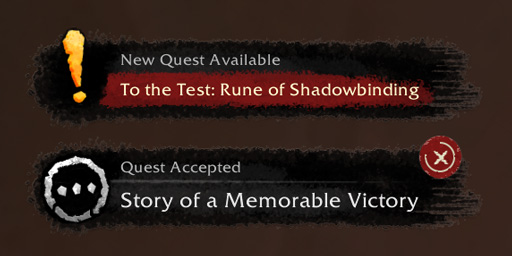 New Quest Available
To the Test: Rune of Shadowbinding
Quest Accepted
Story of a Memorable Victory